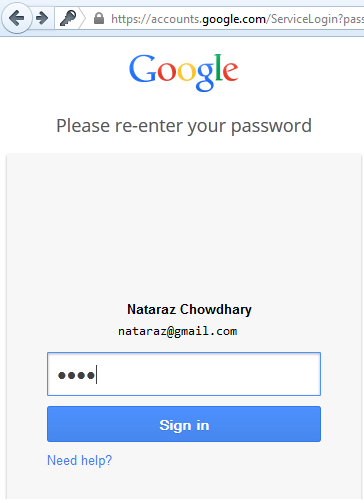 https://accounts.google.com/ServiceLogin?pas
Google
Please re-enter your password
Nataraz Chowdhary
nataraz@gmail.com
●●●●
Sign in
Need help?